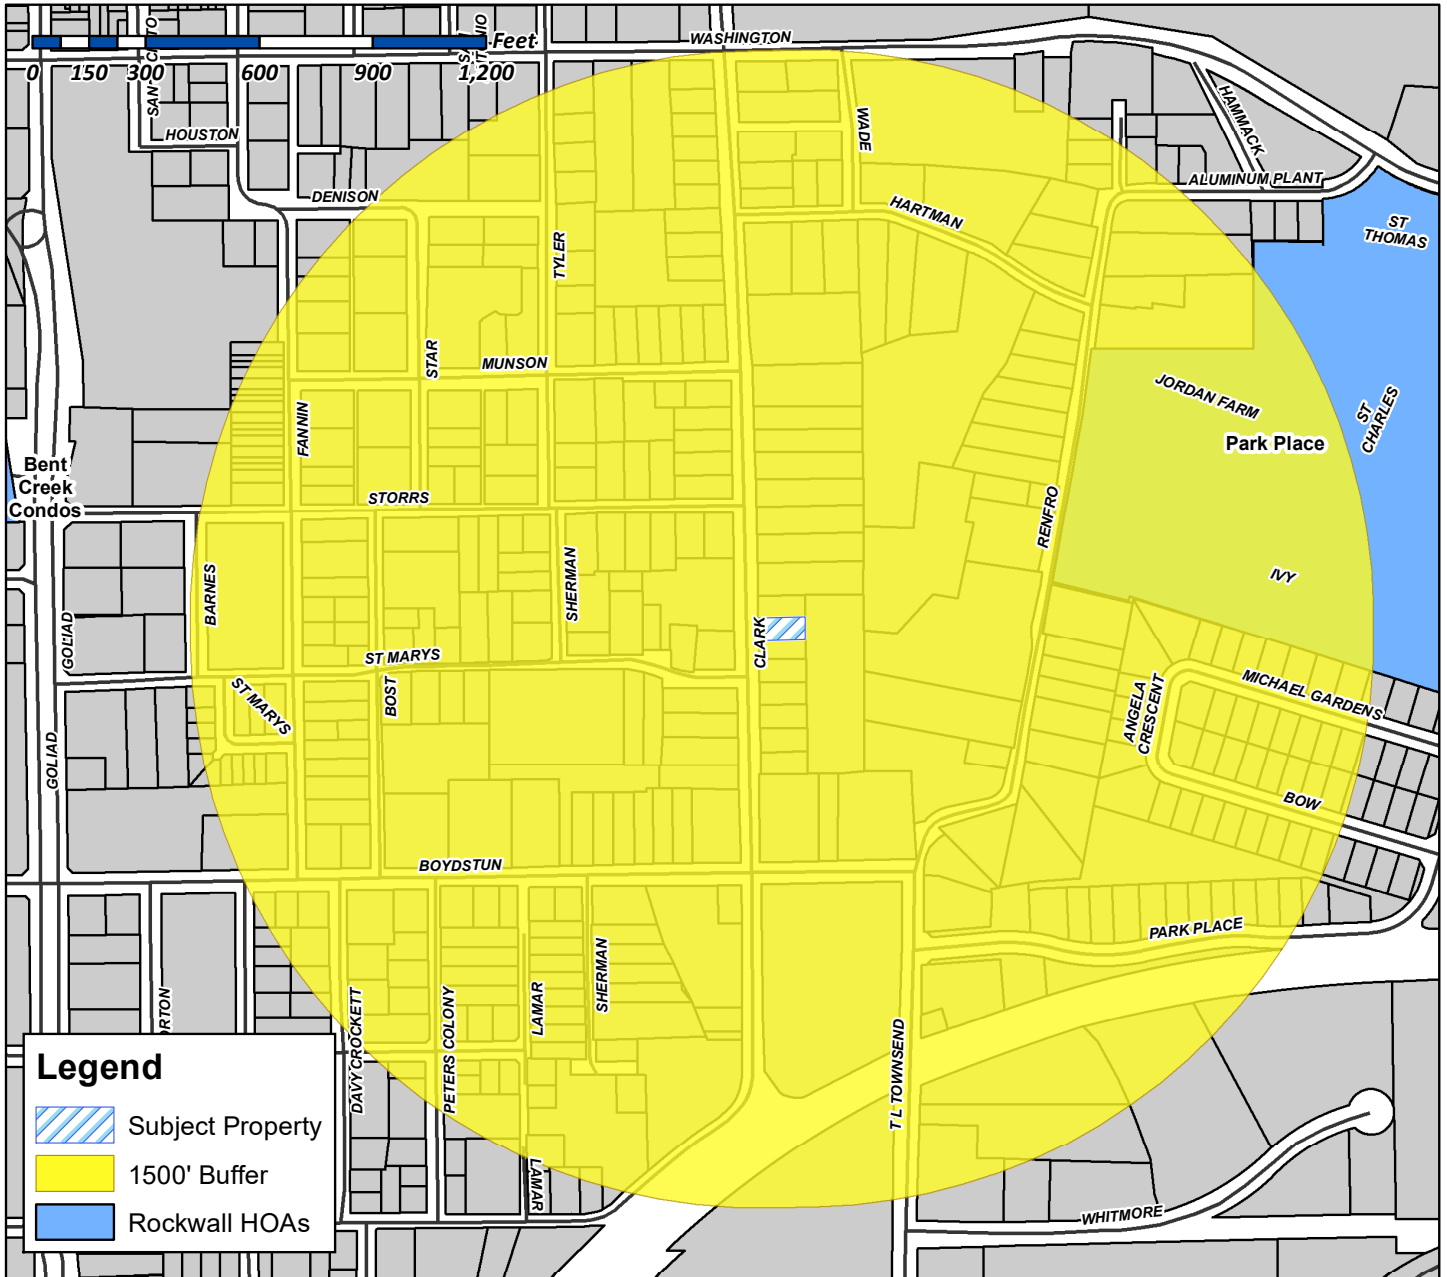 WASHINGTON
Feet
0 150 300 600 900 1,200
HOUSTON
HAMMACK
WADE
DENISON
ALUMINUM PLANT
HARTMAN
ST
THOMAS
TYLER
STAR
MUNSON
JORDAN FARM
ST
CHARLES
FANNIN
Park Place
Bent
Creek
Condos
STORRS
RENFRO
BARNES
SHERMAN
IVY
GOLIAD
CLARK
ST MARYS
ST MARYS
BOST
ANGELA
CRESCENT
MICHAEL GARDENS
GOLIAD
BOW
BOYDSTUN
PARK PLACE
SHERMAN
LAMAR
DAVY CROCKETT
PETERS COLONY
T L TOWNSEND
LAMAR
WHITMORE
Legend
Subject Property
1500' Buffer
Rockwall HOAs